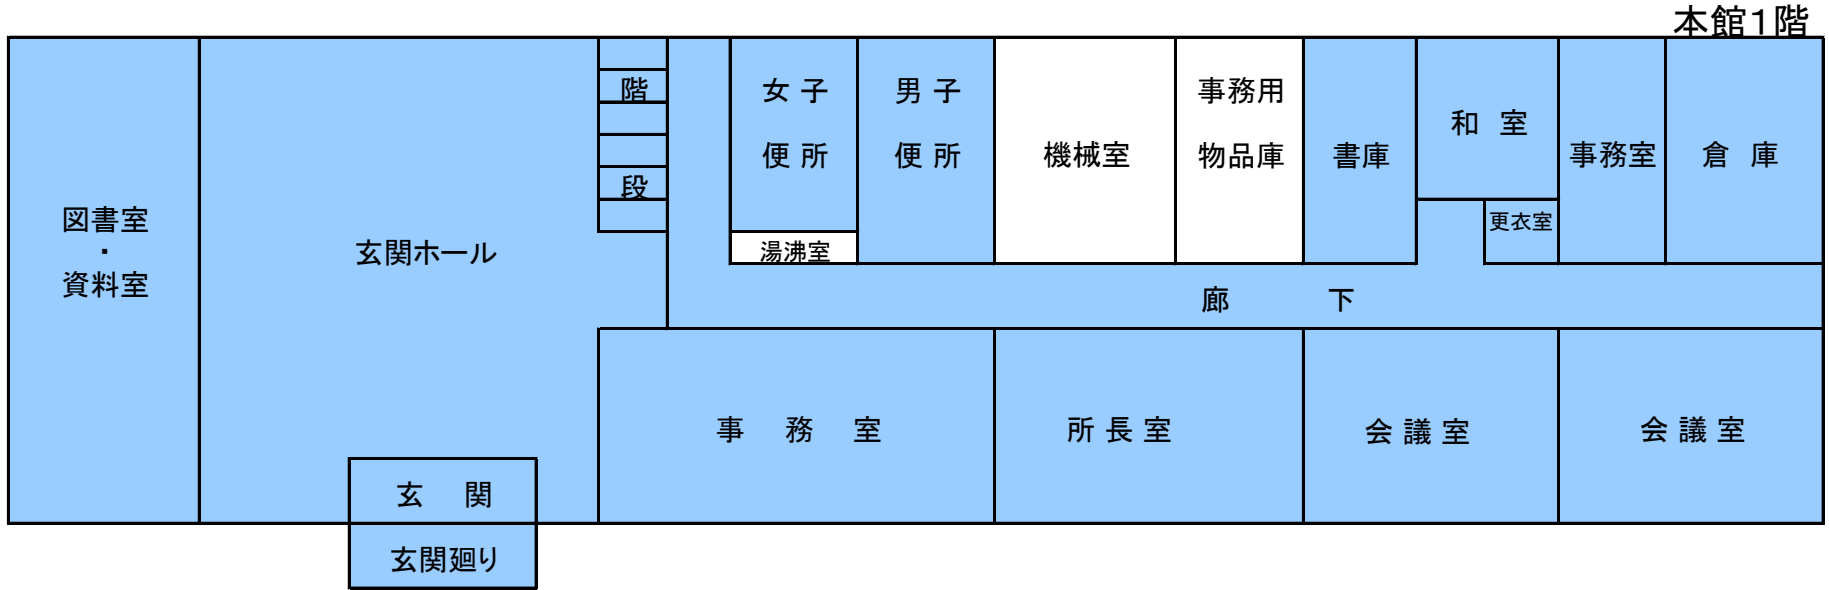 本館1階
図書室
・
資料室
玄関ホール
階
段
女 子
便 所
湯沸室
男 子
便 所
機械室
事務用
物品庫
書庫
和 室
更衣室
事務室
倉 庫
廊 下
事 務 室
所 長 室
会 議 室
会 議 室
玄 関
玄関廻り